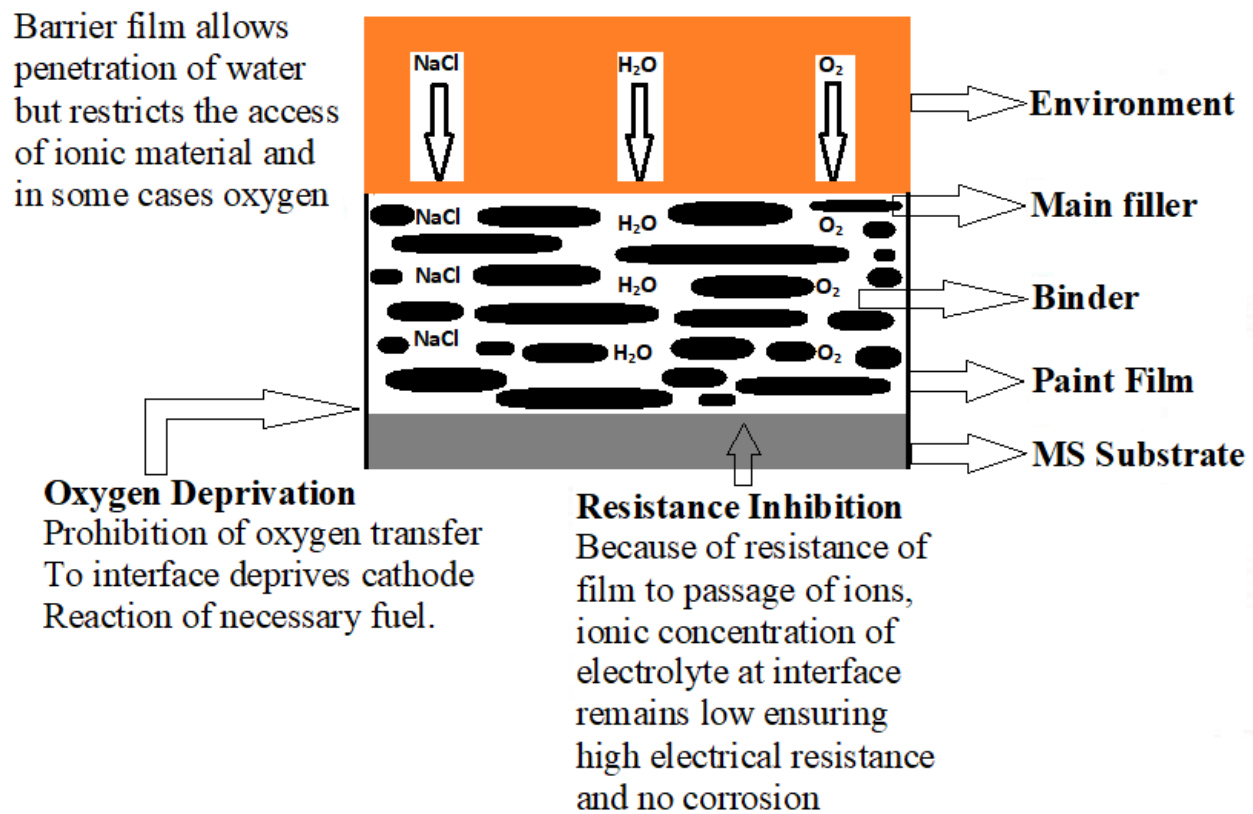 Barrier film allows
penetration of water
but restricts the access
of ionic material and
in some cases oxygen
NaCl
H₂O
O₂
Environment
Main filler
NaCl
H₂O
O₂
NaCl
H₂O
O₂
Binder
NaCl
H₂O
O₂
Paint Film
MS Substrate
Oxygen Deprivation
Prohibition of oxygen transfer
To interface deprives cathode
Reaction of necessary fuel.
Resistance Inhibition
Because of resistance of
film to passage of ions,
ionic concentration of
electrolyte at interface
remains low ensuring
high electrical resistance
and no corrosion